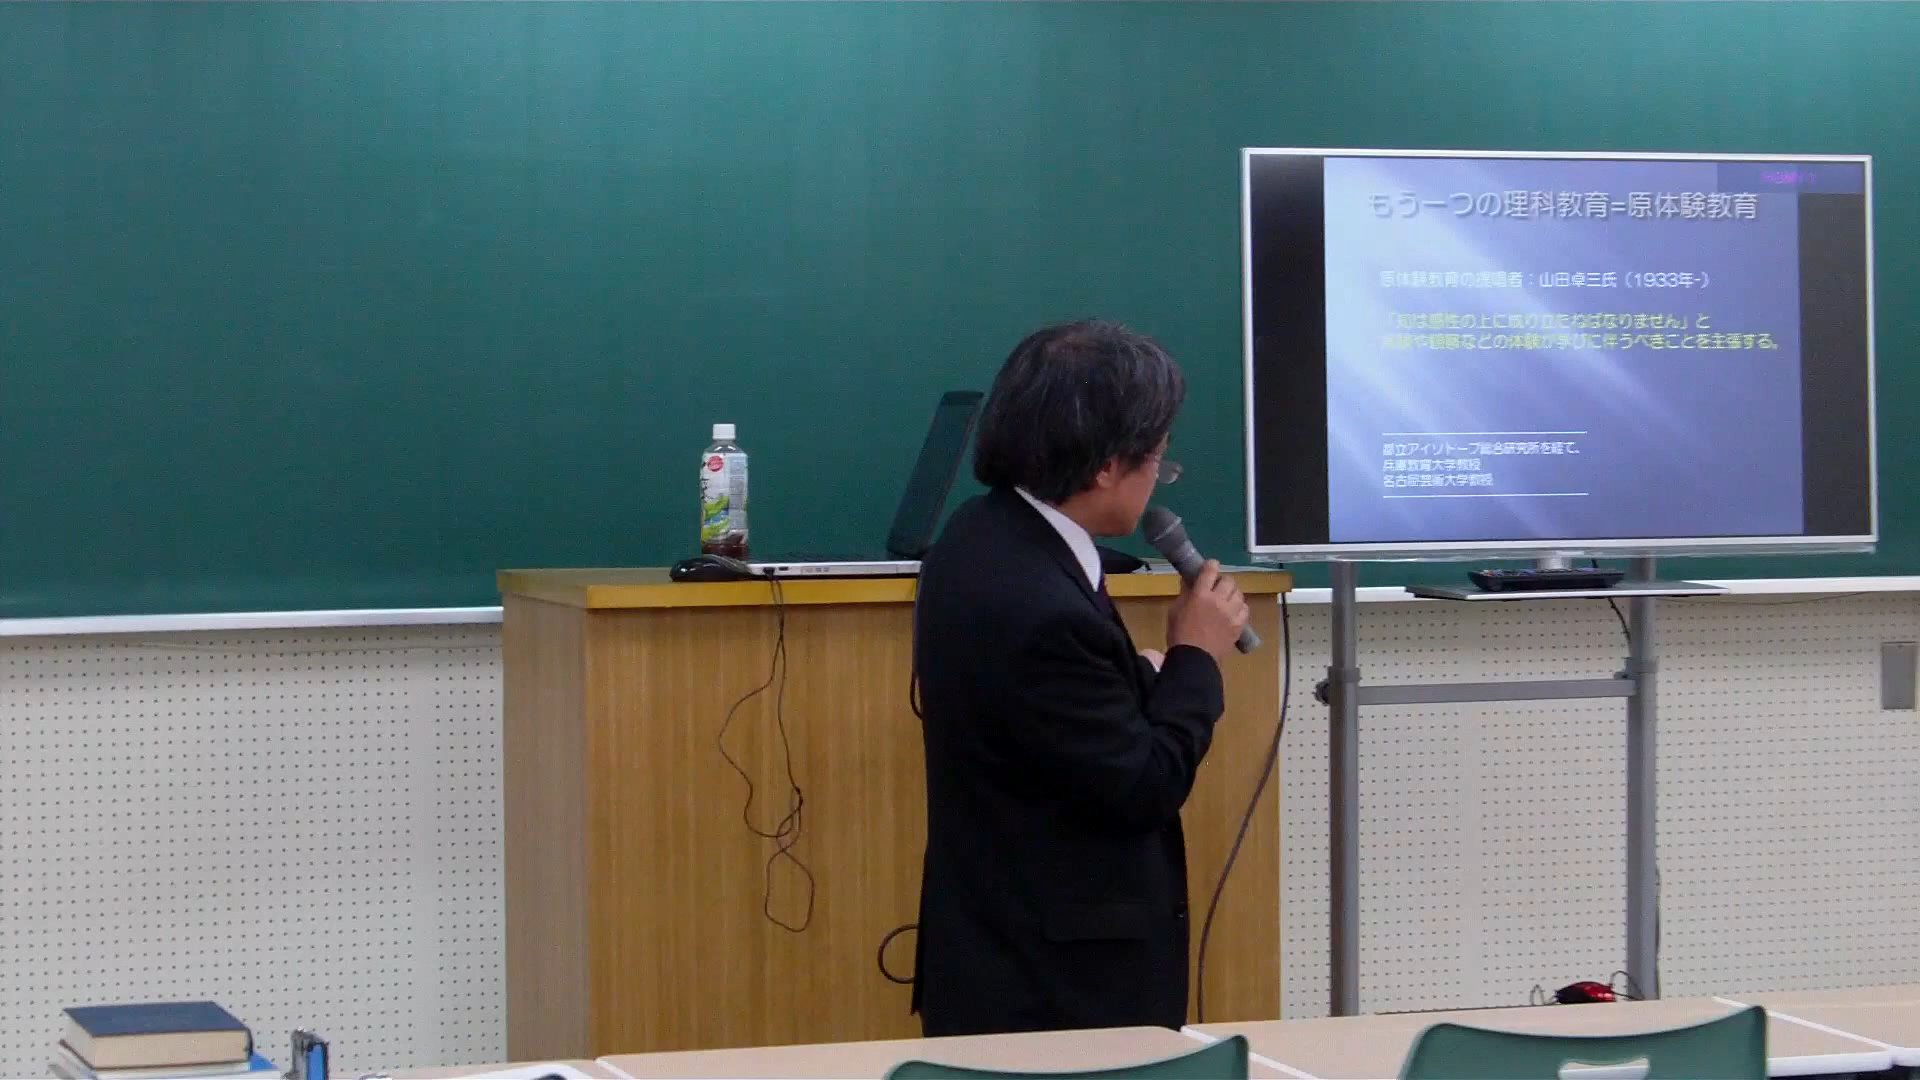 もう一つの理科教育=原体験教育
原体験教育の提唱者：山田卓三氏（1933年-）
「知は感性の上に成り立たねばなりません」と
実験や観察などの体験が学びに伴うべきことを主張する。
都立アイソトープ総合研究所を経て、
兵庫教育大学教授
名古屋芸術大学教授